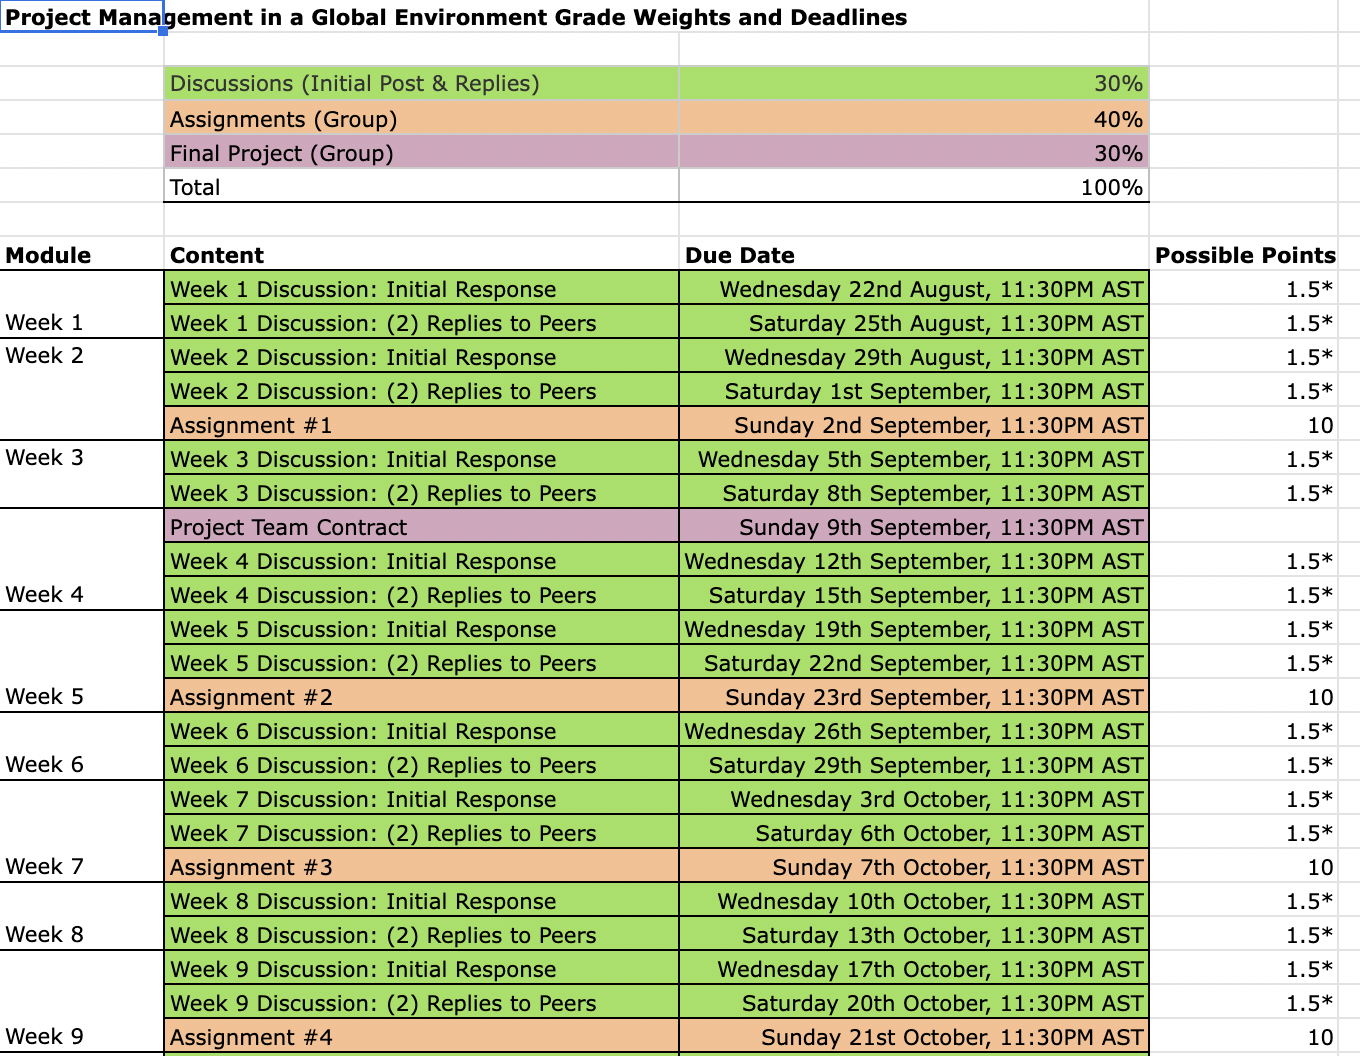 Project Management in a Global Environment Grade Weights and Deadlines
Discussions (Initial Post & Replies) 30%
Assignments (Group) 40%
Final Project (Group) 30%
Total 100%
Module Content Due Date Possible Points
Week 1 Discussion: Initial Response Wednesday 22nd August, 11:30PM AST 1.5*
Week 1 Week 1 Discussion: (2) Replies to Peers Saturday 25th August, 11:30PM AST 1.5*
Week 2 Week 2 Discussion: Initial Response Wednesday 29th August, 11:30PM AST 1.5*
Week 2 Discussion: (2) Replies to Peers Saturday 1st September, 11:30PM AST 1.5*
Assignment #1 Sunday 2nd September, 11:30PM AST 10
Week 3 Week 3 Discussion: Initial Response Wednesday 5th September, 11:30PM AST 1.5*
Week 3 Discussion: (2) Replies to Peers Saturday 8th September, 11:30PM AST 1.5*
Project Team Contract Sunday 9th September, 11:30PM AST
Week 4 Discussion: Initial Response Wednesday 12th September, 11:30PM AST 1.5*
Week 4 Week 4 Discussion: (2) Replies to Peers Saturday 15th September, 11:30PM AST 1.5*
Week 5 Discussion: Initial Response Wednesday 19th September, 11:30PM AST 1.5*
Week 5 Discussion: (2) Replies to Peers Saturday 22nd September, 11:30PM AST 1.5*
Week 5 Assignment #2 Sunday 23rd September, 11:30PM AST 10
Week 6 Discussion: Initial Response Wednesday 26th September, 11:30PM AST 1.5*
Week 6 Week 6 Discussion: (2) Replies to Peers Saturday 29th September, 11:30PM AST 1.5*
Week 7 Discussion: Initial Response Wednesday 3rd October, 11:30PM AST 1.5*
Week 7 Discussion: (2) Replies to Peers Saturday 6th October, 11:30PM AST 1.5*
Week 7 Assignment #3 Sunday 7th October, 11:30PM AST 10
Week 8 Discussion: Initial Response Wednesday 10th October, 11:30PM AST 1.5*
Week 8 Week 8 Discussion: (2) Replies to Peers Saturday 13th October, 11:30PM AST 1.5*
Week 9 Discussion: Initial Response Wednesday 17th October, 11:30PM AST 1.5*
Week 9 Discussion: (2) Replies to Peers Saturday 20th October, 11:30PM AST 1.5*
Week 9 Assignment #4 Sunday 21st October, 11:30PM AST 10